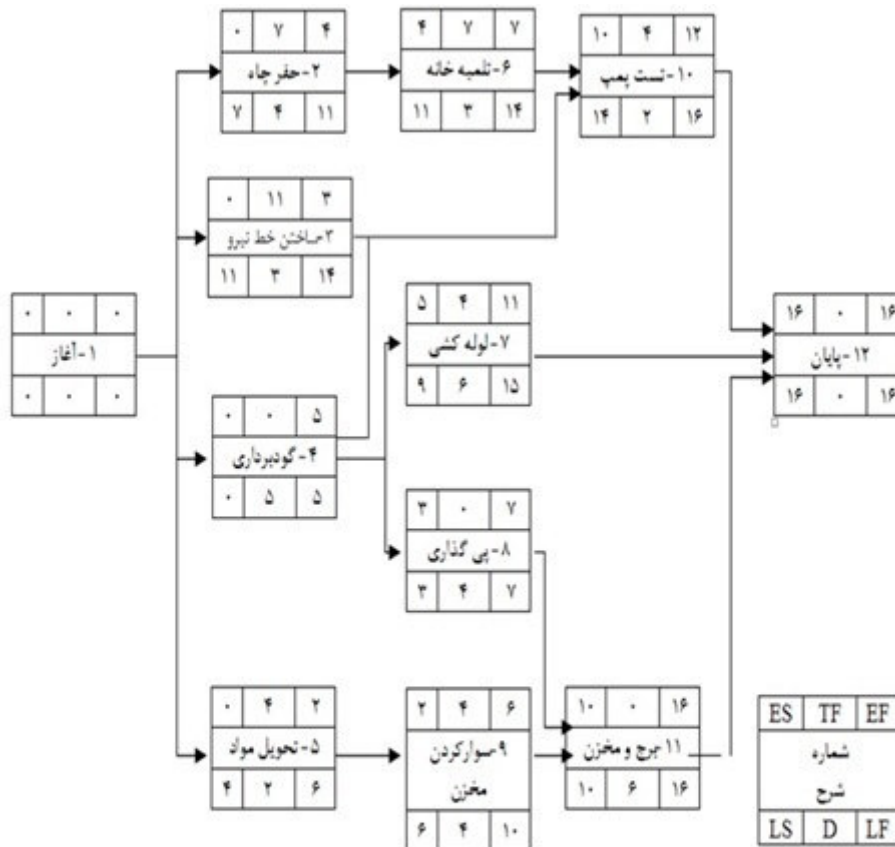 ۰ ۷ ۴
۲-حفر چاه
۷ ۴ ۱۱
۴ ۷ ۷
۶-تلمبه خانه
۱۱ ۳ ۱۴
۱۰ ۴ ۱۲
۱۰-تست پمپ
۱۴ ۲ ۱۶
۰ ۱۱ ۳
۳-ساختن خط نیرو
۱۱ ۳ ۱۴
۰ ۰ ۰
۱-آغاز
۰ ۰ ۰
۵ ۴ ۱۱
۷-لوله کشی
۹ ۶ ۱۵
۱۶ ۰ ۱۶
۱۲-پایان
۱۶ ۰ ۱۶
۰ ۰ ۵
۴-گودبرداری
۰ ۵ ۵
۳ ۰ ۷
۸-پی گذاری
۳ ۴ ۷
۰ ۴ ۲
۵-تحویل مواد
۴ ۲ ۶
۲ ۴ ۶
۹-سوارکردن
مخزن
۶ ۴ ۱۰
۱۰ ۰ ۱۶
۱۱-برج و مخزن
۱۰ ۶ ۱۶
ES TF EF
شماره
شرح
LS D LF